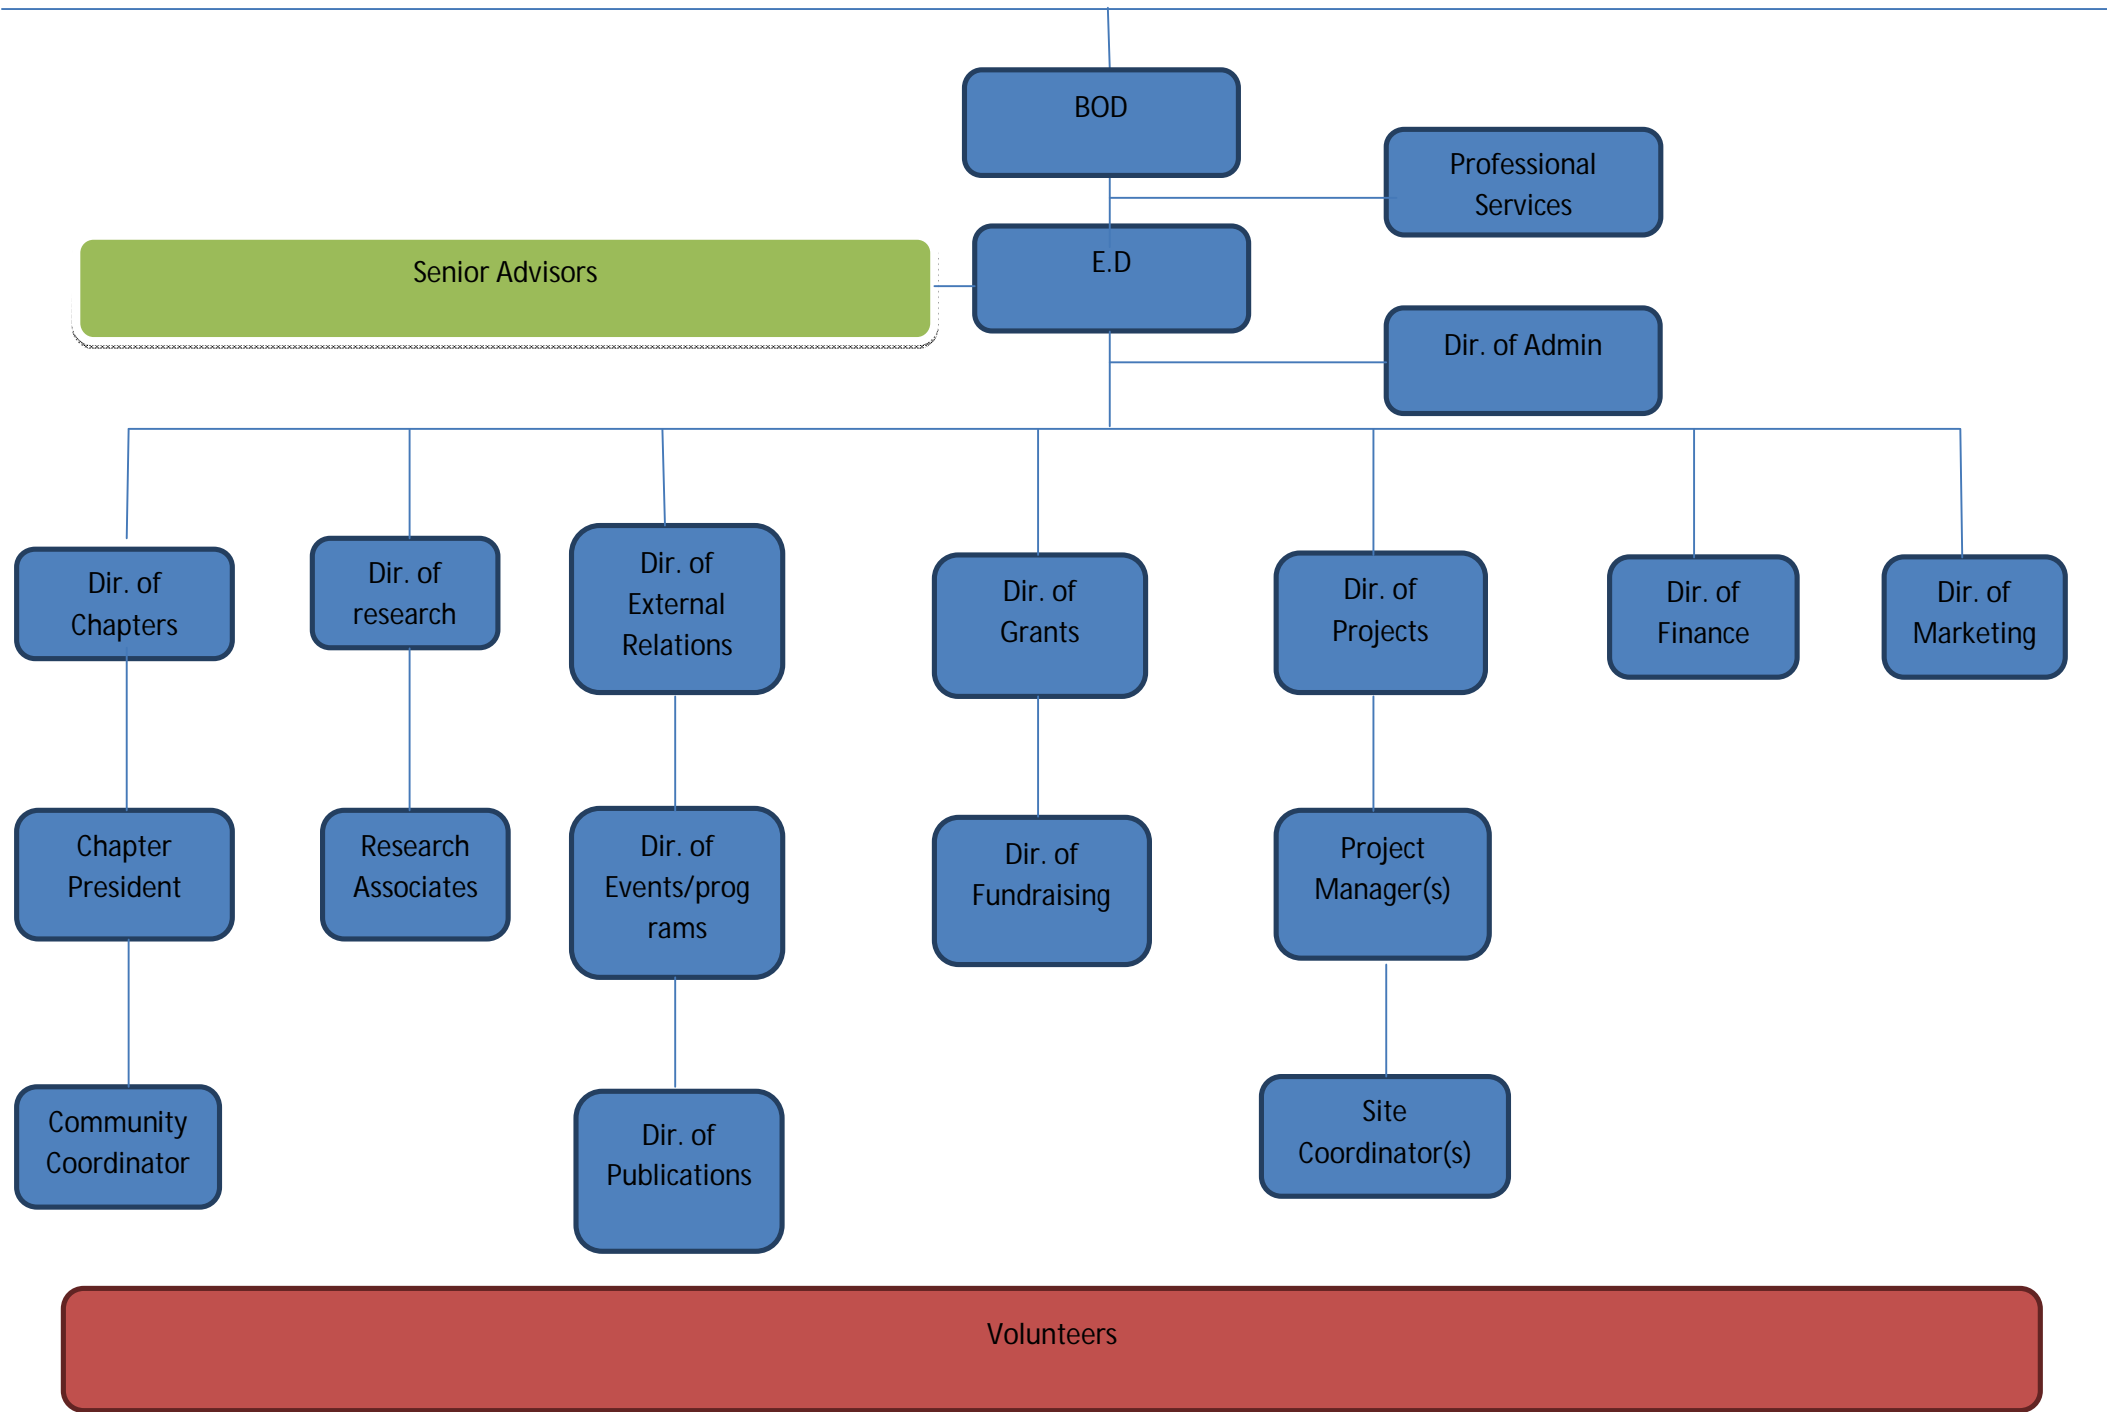 BOD
Professional
Services
Senior Advisors
E.D
Dir. of Admin
Dir. of
Chapters
Dir. of
research
Dir. of
External
Relations
Dir. of
Grants
Dir. of
Projects
Dir. of
Finance
Dir. of
Marketing
Chapter
President
Research
Associates
Dir. of
Events/prog
rams
Dir. of
Fundraising
Project
Manager(s)
Community
Coordinator
Dir. of
Publications
Site
Coordinator(s)
Volunteers